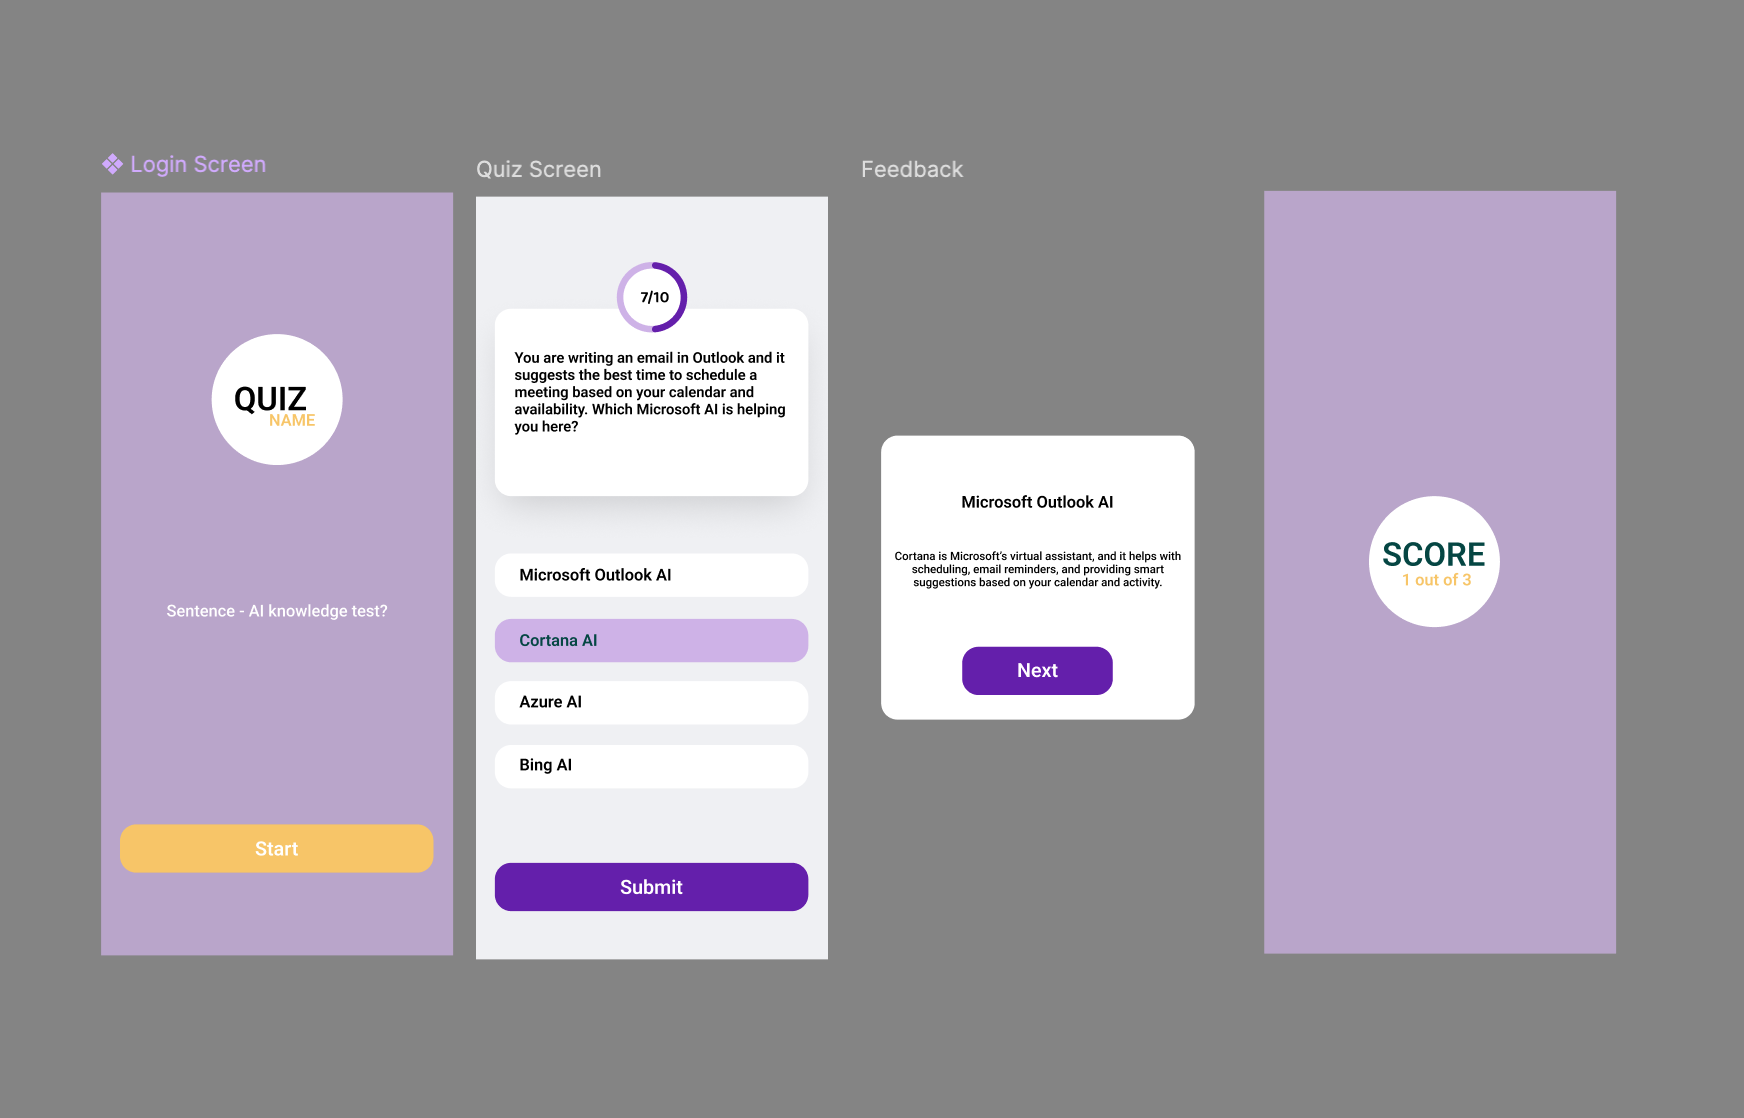 Login Screen
QUIZ
NAME
Sentence - AI knowledge test?
Start
Quiz Screen
7/10
You are writing an email in Outlook and it
suggests the best time to schedule a
meeting based on your calendar and
availability. Which Microsoft AI is helping
you here?
Microsoft Outlook AI
Cortana AI
Azure AI
Bing AI
Submit
Feedback
Microsoft Outlook AI
Cortana is Microsoft’s virtual assistant, and it helps with
scheduling, email reminders, and providing smart
suggestions based on your calendar and activity.
Next
SCORE
1 out of 3